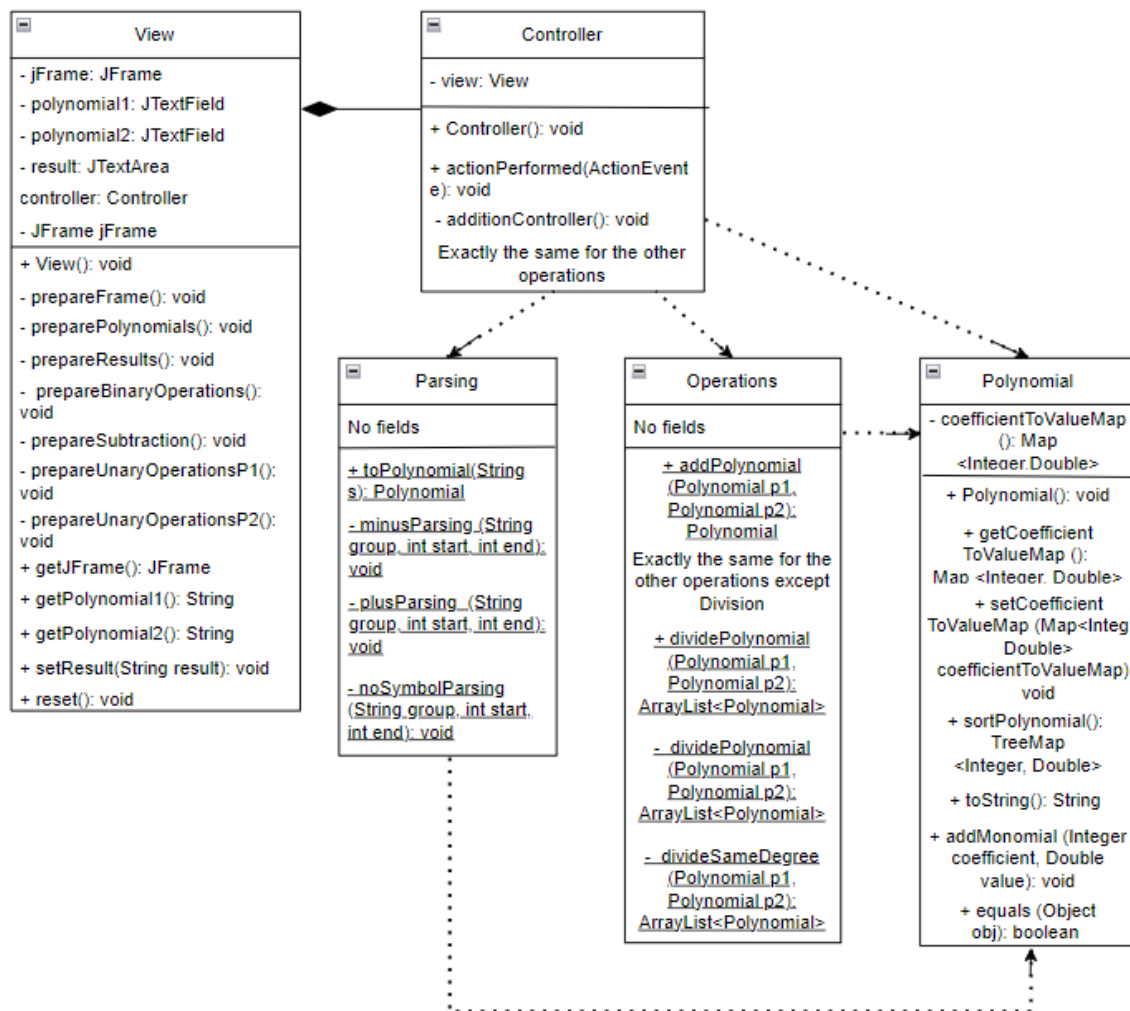 View
- jFrame: JFrame
- polynomial1: JTextField
- polynomial2: JTextField
- result: JTextArea
controller: Controller
- JFrame jFrame
+ View(): void
- prepareFrame(): void
- preparePolynomials(): void
- prepareResults(): void
- prepareBinaryOperations():
void
- prepareSubtraction(): void
- prepareUnaryOperationsP1():
void
- prepareUnaryOperationsP2():
void
+ getJFrame(): JFrame
+ getPolynomial1(): String
+ getPolynomial2(): String
+ setResult(String result): void
+ reset(): void
Controller
- view: View
+ Controller(): void
+ actionPerformed(ActionEvent
e): void
- additionController(): void
Exactly the same for the other
operations
Parsing
No fields
+ toPolynomial(String
s): Polynomial
- minusParsing (String
group, int start, int end):
void
- plusParsing (String
group, int start, int end):
void
- noSymbolParsing
(String group, int start,
int end): void
Operations
No fields
+ addPolynomial
(Polynomial p1,
Polynomial p2):
Polynomial
Exactly the same for the
other operations except
Division
+ dividePolynomial
(Polynomial p1,
Polynomial p2):
ArrayList<Polynomial>
- dividePolynomial
(Polynomial p1,
Polynomial p2):
ArrayList<Polynomial>
- divideSameDegree
(Polynomial p1,
Polynomial p2):
ArrayList<Polynomial>
Polynomial
- coefficientToValueMap
(): Map
<Integer,Double>
+ Polynomial(): void
+ getCoefficient
ToValueMap ():
Map <Integer, Double>
+ setCoefficient
ToValueMap (Map<Integ
Double>
coefficientToValueMap)
void
+ sortPolynomial():
TreeMap
<Integer, Double>
+ toString(): String
+ addMonomial (Integer
coefficient, Double
value): void
+ equals (Object
obj): boolean